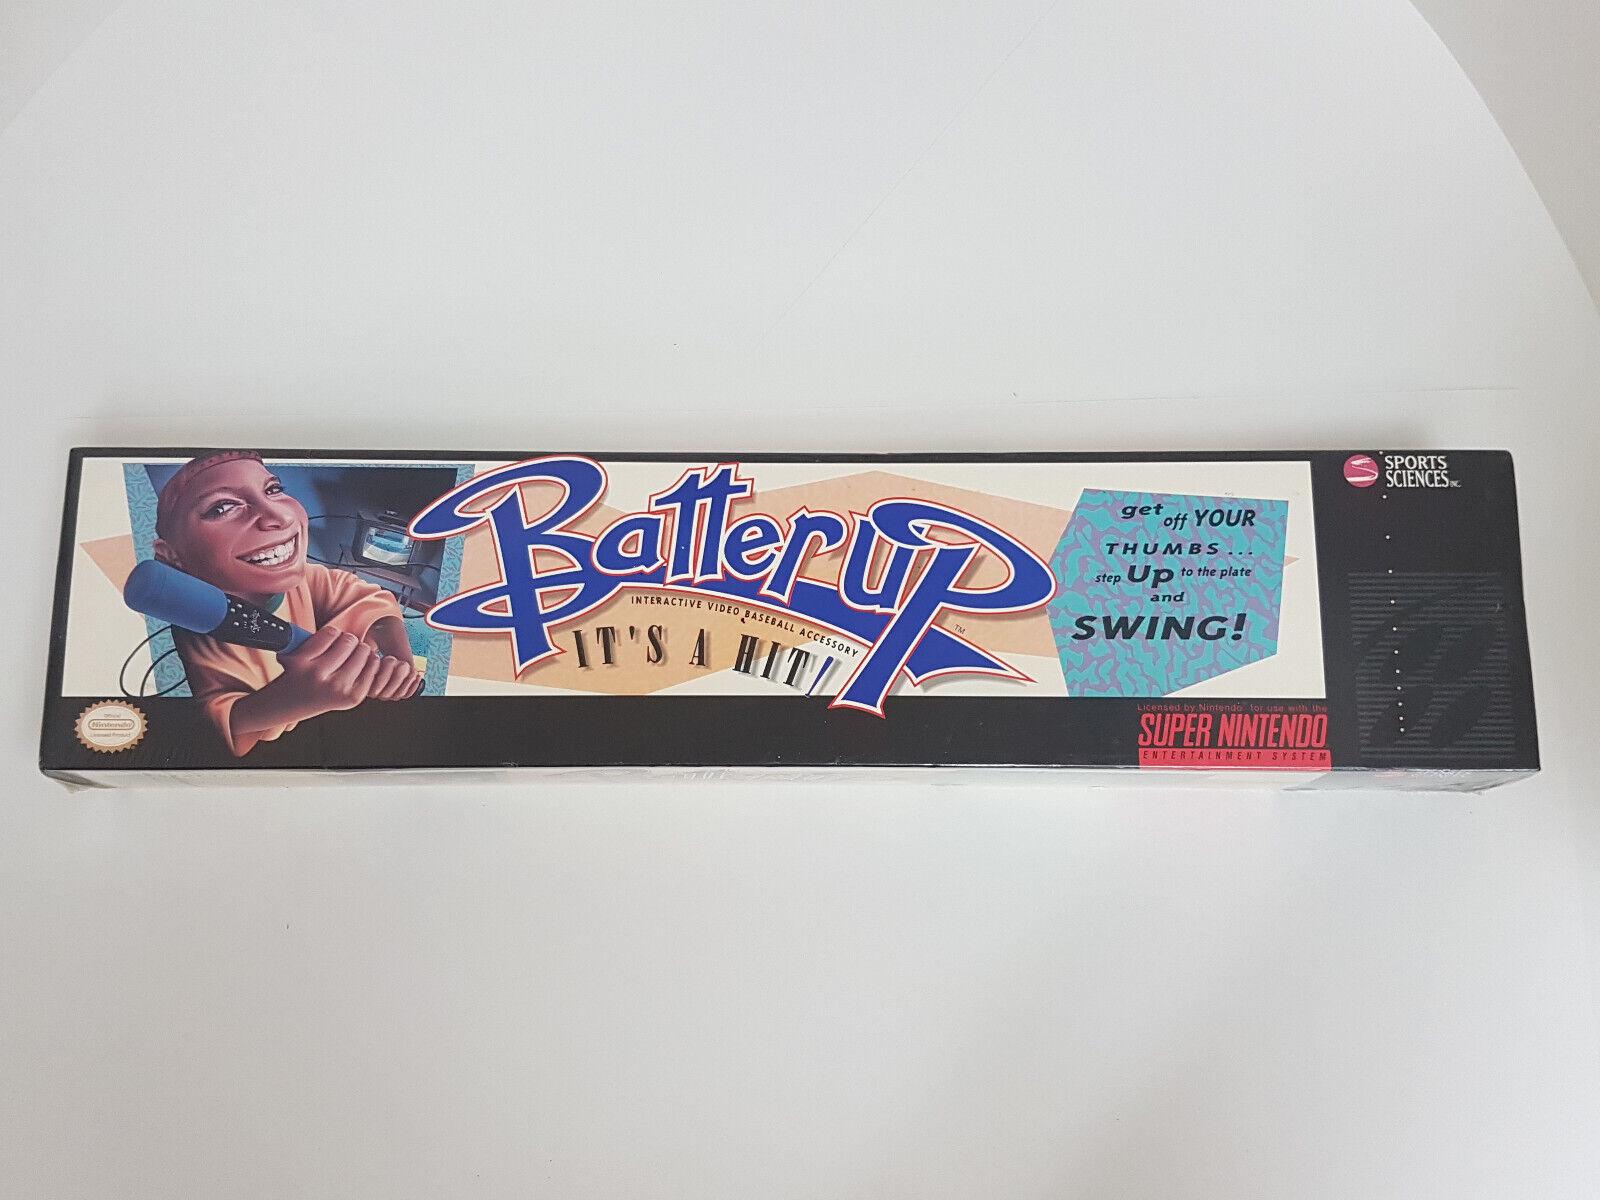 Batter up
TM
INTERACTIVE VIDEO BASEBALL ACCESSORY
IT'S A HIT!
get off YOUR
THUMBS...
step Up to the plate
and
SWING!
SPORTS
SCIENCES INC.
Official
Nintendo
Licensed Product
Licensed by Nintendo for use with the
SUPER NINTENDO
ENTERTAINMENT SYSTEM